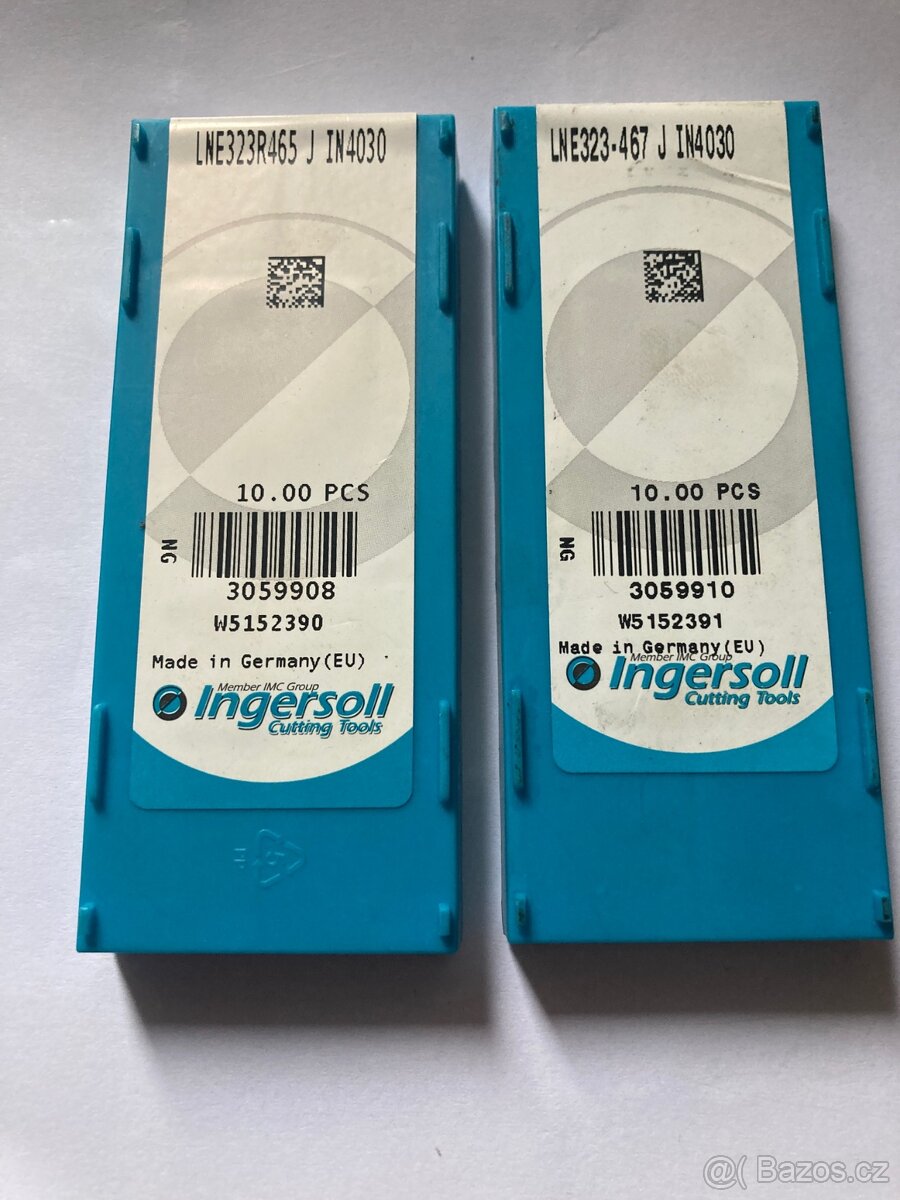 LNE323R465 J IN4030
10.00 PCS
NG
3059908
W5152390
Made in Germany(EU)
Member IMC Group
Ingersoll
Cutting Tools
LNE323-467 J IN4030
10.00 PCS
NG
3059910
W5152391
Made in Germany(EU)
Member IMC Group
Ingersoll
Cutting Tools
@( Bazos.cz